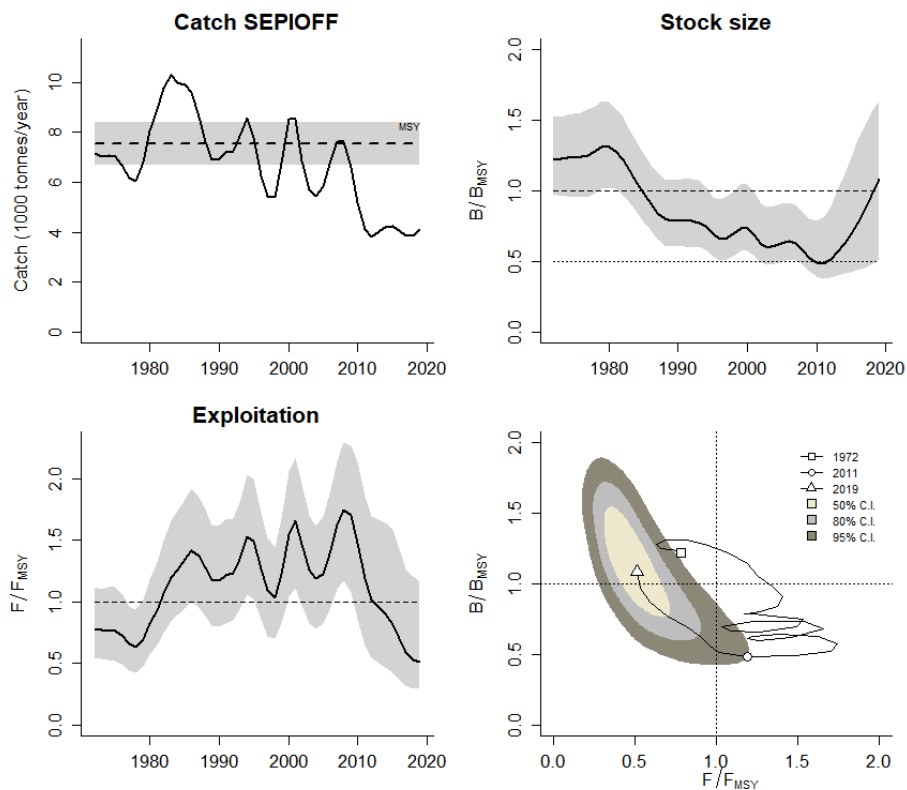 Catch SEPIOFF
Catch (1000 tonnes/year)
0 2 4 6 8 10
MSY
1980 1990 2000 2010 2020
Stock size
B / B_MSY
0.0 0.5 1.0 1.5 2.0
1980 1990 2000 2010 2020
Exploitation
F / F_MSY
0.0 0.5 1.0 1.5 2.0
1980 1990 2000 2010 2020
B / B_MSY
0.0 0.5 1.0 1.5 2.0
1972
2011
2019
50% C.I.
80% C.I.
95% C.I.
0.0 0.5 1.0 1.5 2.0
F / F_MSY